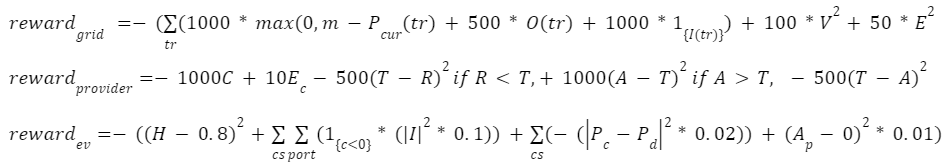 reward_grid =− (∑_tr(1000 * max(0, m − P_cur(tr) + 500 * O(tr) + 1000 * 1_{I(tr)}) + 100 * V^2 + 50 * E^2
reward_provider =− 1000C + 10E_c − 500(T − R)^2 if R < T, + 1000(A − T)^2 if A > T, − 500(T − A)^2
reward_ev =− ((H − 0.8)^2 + ∑_cs ∑_port (1_{c<0} * (|I|^2 * 0.1)) + ∑_cs(− (|P_c − P_d|^2 * 0.02)) + (A_p − 0)^2 * 0.01)